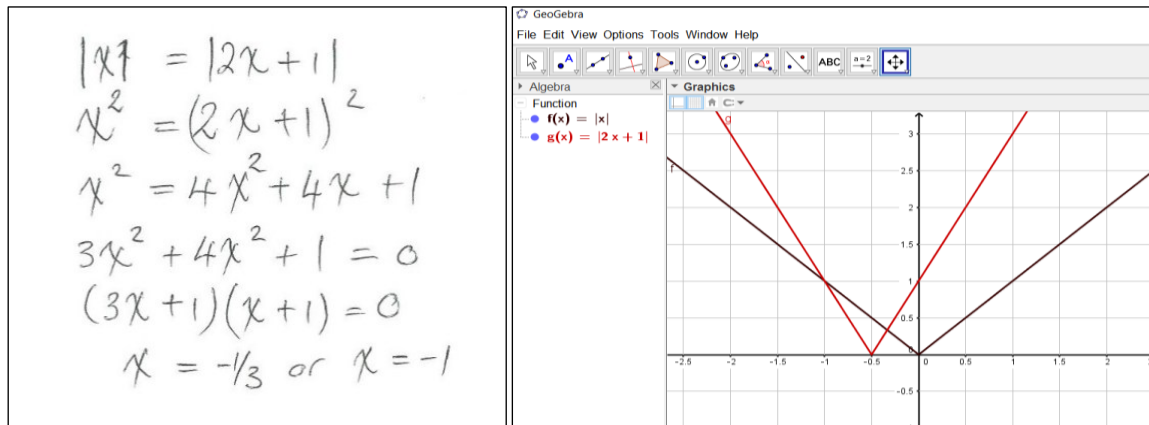 |x| = |2x + 1|
x² = (2x + 1)²
x² = 4x² + 4x + 1
3x² + 4x² + 1 = 0
(3x + 1)(x + 1) = 0
x = -1/3 or x = -1
GeoGebra
File Edit View Options Tools Window Help
A
ABC
a=2
Algebra
Function
f(x) = |x|
g(x) = |2 x + 1|
Graphics
g
f
3
2.5
2
1.5
1
0.5
0
-0.5
-2.5 -2 -1.5 -1 -0.5 0 0.5 1 1.5 2